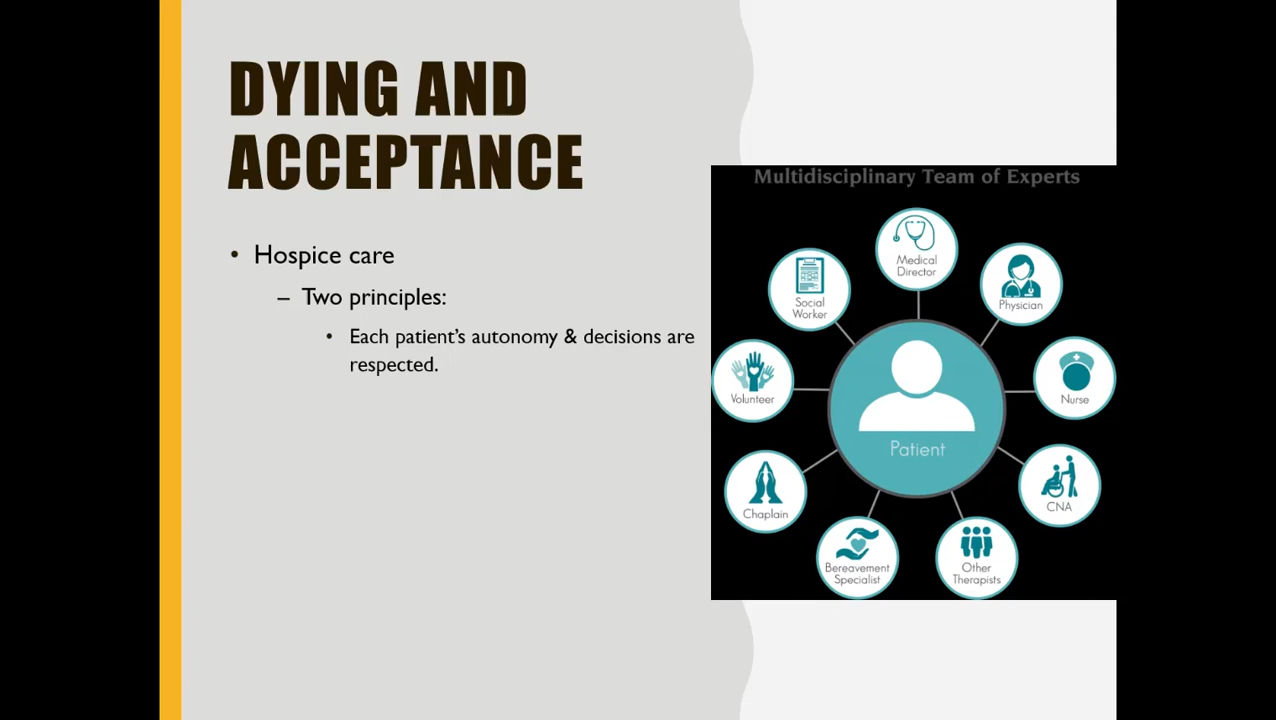 DYING AND
ACCEPTANCE
• Hospice care
– Two principles:
• Each patient's autonomy & decisions are
respected.
Multidisciplinary Team of Experts
Medical
Director
Physician
Nurse
CNA
Other
Therapists
Bereavement
Specialist
Chaplain
Volunteer
Social
Worker
Patient